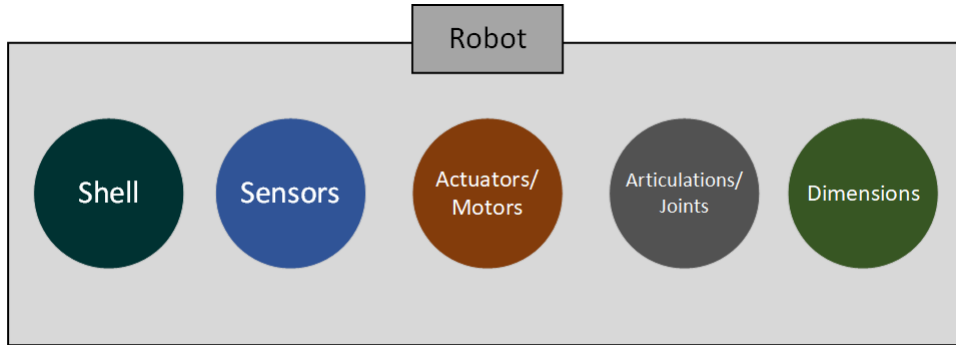 Robot
Shell
Sensors
Actuators/
Motors
Articulations/
Joints
Dimensions